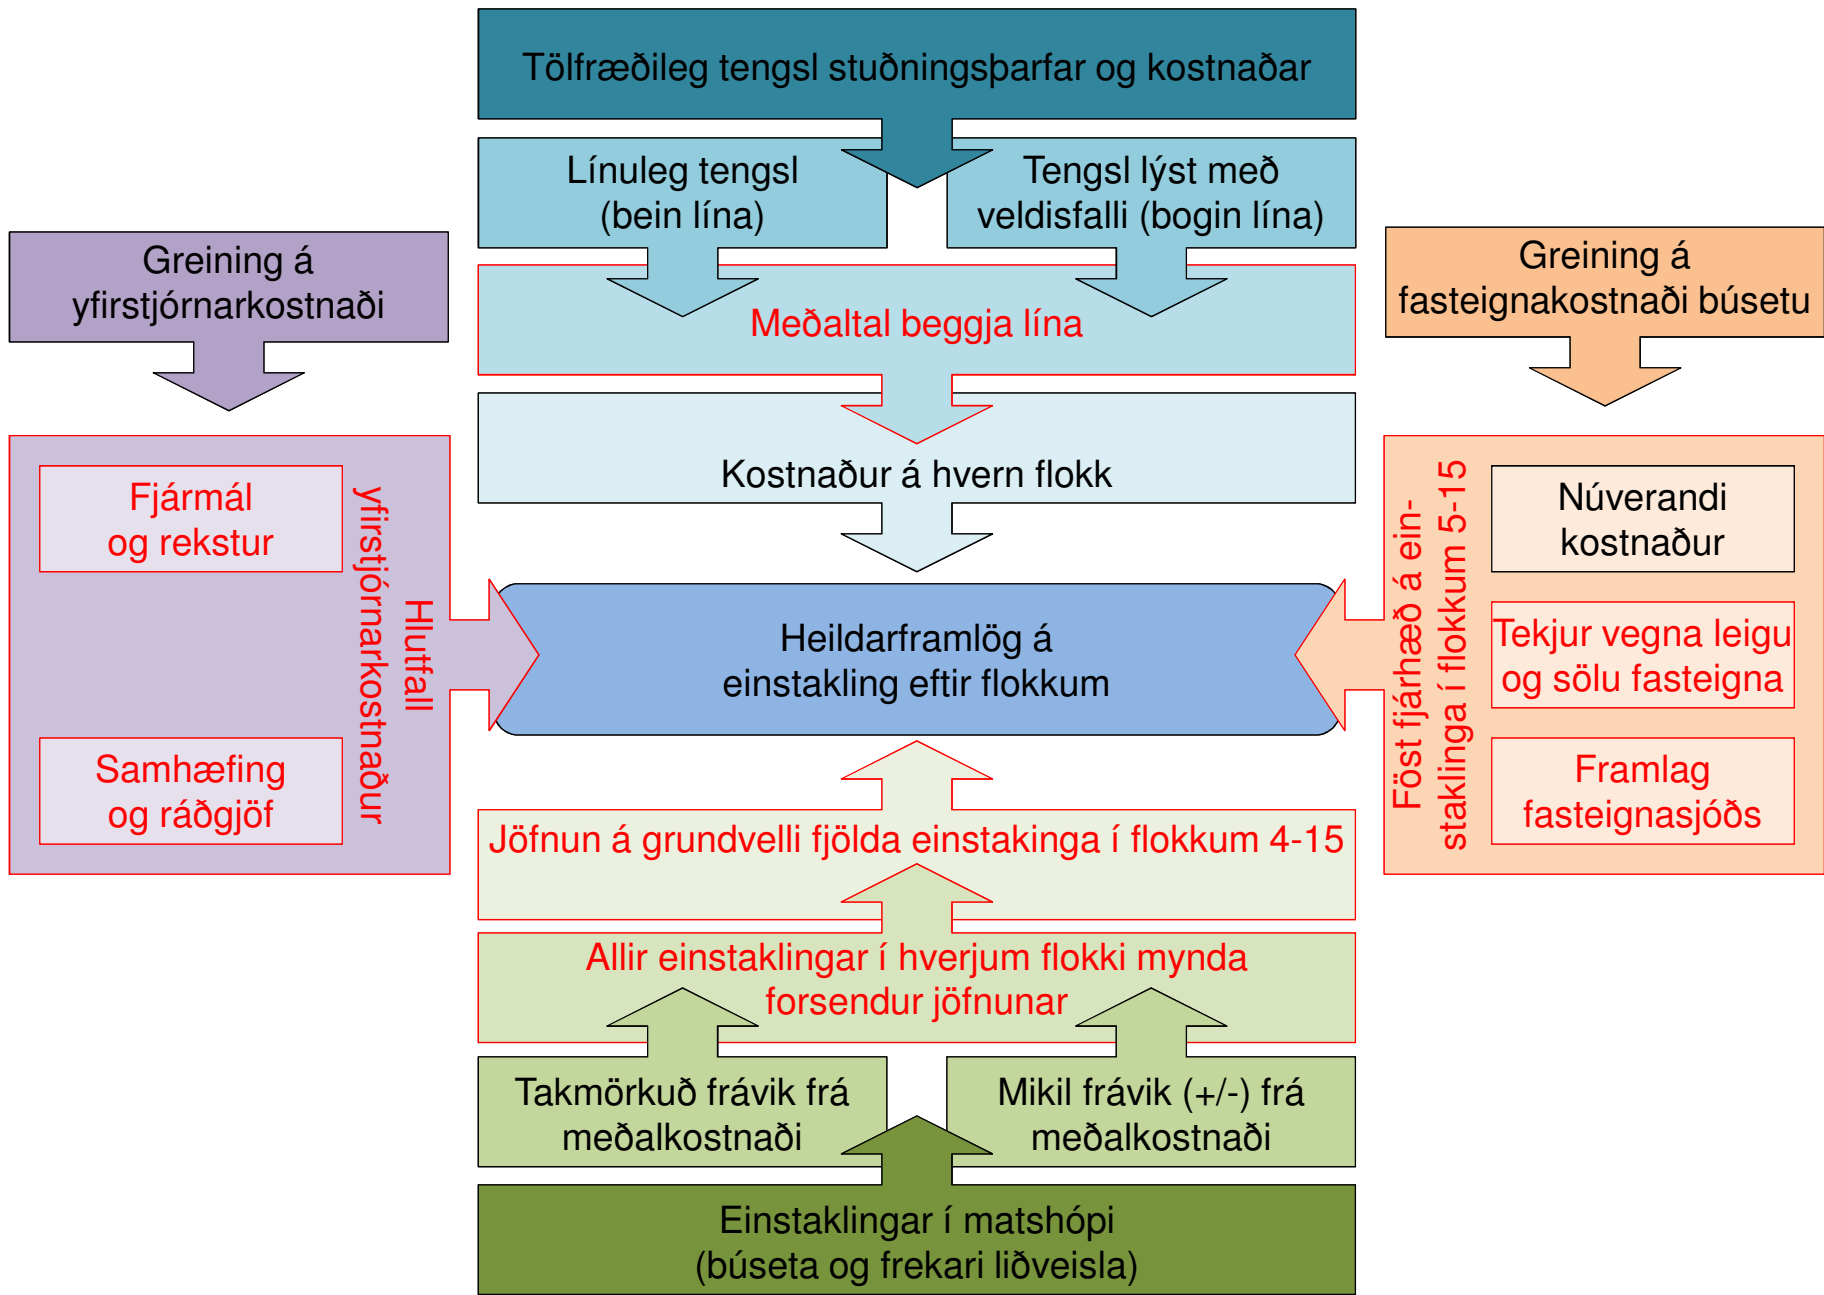 Tölfræðileg tengsl stuðningsþarfar og kostnaðar
Línuleg tengsl
(bein lína)
Tengsl lýst með
veldisfalli (bogin lína)
Meðaltal beggja lína
Kostnaður á hvern flokk
Greining á
yfirstjórnarkostnaði
Fjármál
og rekstur
Samhæfing
og ráðgjöf
Hlutfall
yfirstjórnarkostnaður
Heildarframlög á
einstakling eftir flokkum
Greining á
fasteignakostnaði búsetu
Föst fjárhæð á ein-
staklinga í flokkum 5-15
Núverandi
kostnaður
Tekjur vegna leigu
og sölu fasteigna
Framlag
fasteignasjóðs
Jöfnun á grundvelli fjölda einstakinga í flokkum 4-15
Allir einstaklingar í hverjum flokki mynda
forsendur jöfnunar
Takmörkuð frávik frá
meðalkostnaði
Mikil frávik (+/-) frá
meðalkostnaði
Einstaklingar í matshópi
(búseta og frekari liðveisla)